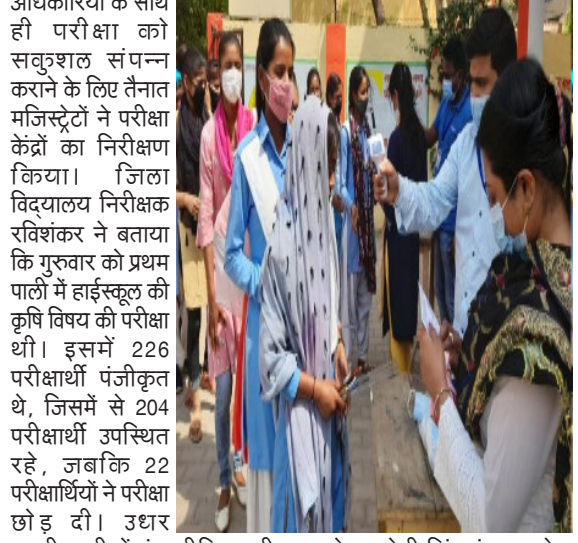 अधिकारियों के साथ
ही परीक्षा को
सकुशल संपन्न
कराने के लिए तैनात
मजिस्ट्रेटों ने परीक्षा
केंद्रों का निरीक्षण
किया। जिला
विद्यालय निरीक्षक
रविशंकर ने बताया
कि गुरुवार को प्रथम
पाली में हाईस्कूल की
कृषि विषय की परीक्षा
थी। इसमें 226
परीक्षार्थी पंजीकृत
थे, जिसमें से 204
परीक्षार्थी उपस्थित
रहे, जबकि 22
परीक्षार्थियों ने परीक्षा
छोड़ दी। उधर